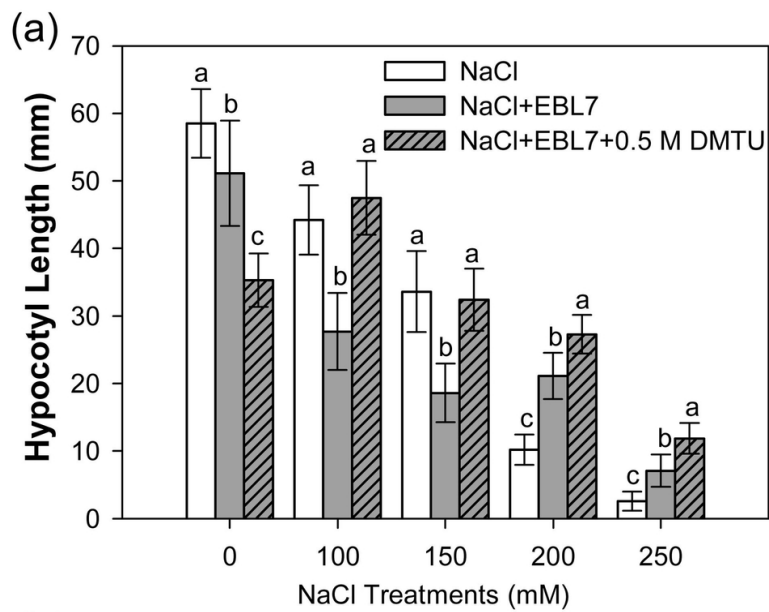 (a)
70
60
50
40
30
20
10
0
Hypocotyl Length (mm)
NaCl
NaCl+EBL7
NaCl+EBL7+0.5 M DMTU
a b c
a b a
a b a
c b a
c b a
0 100 150 200 250
NaCl Treatments (mM)